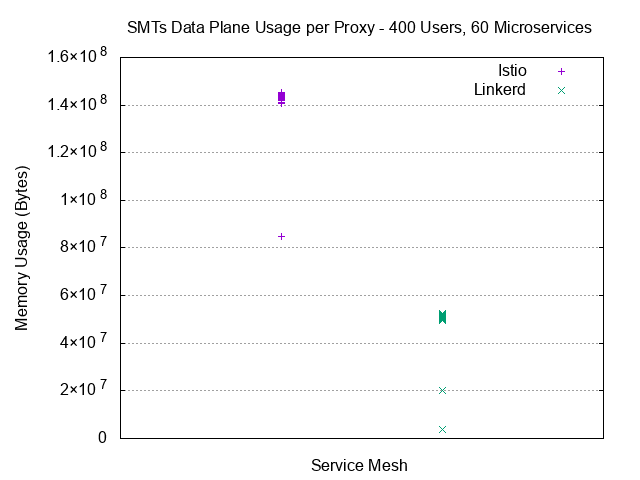 SMTs Data Plane Usage per Proxy - 400 Users, 60 Microservices
Istio
Linkerd
1.6×10^8
1.4×10^8
1.2×10^8
1×10^8
8×10^7
6×10^7
4×10^7
2×10^7
0
Memory Usage (Bytes)
Service Mesh